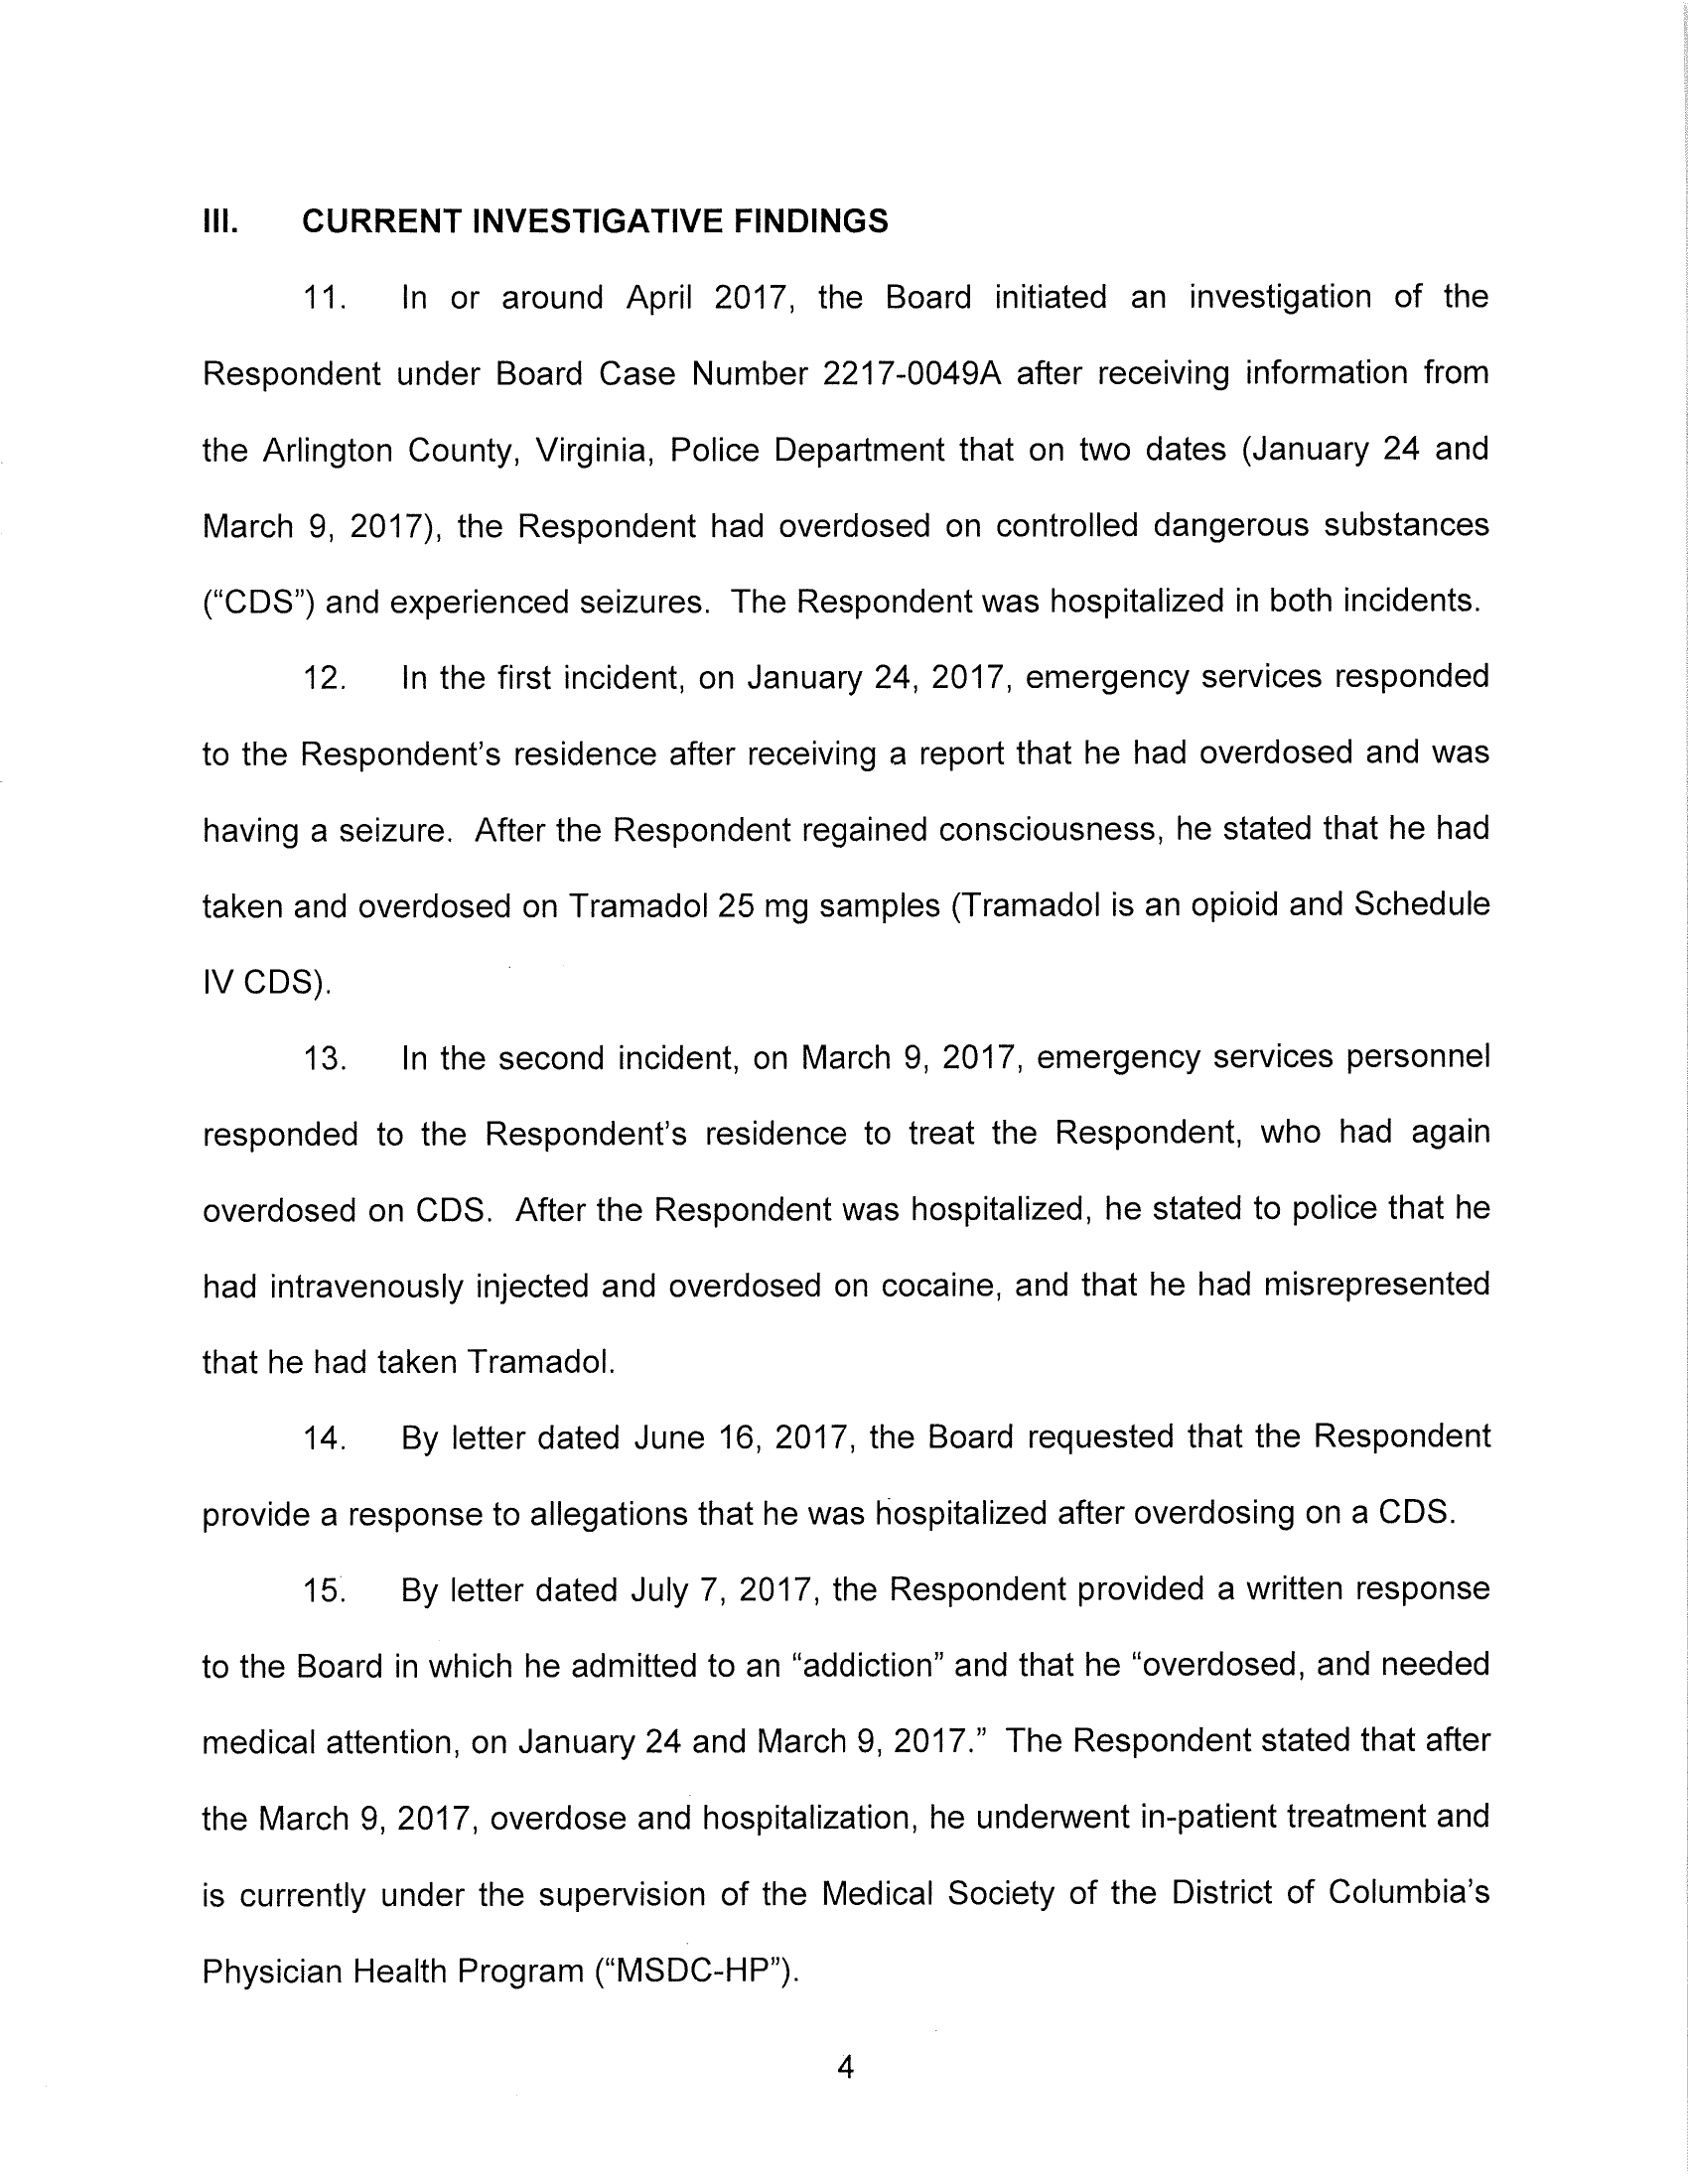 III. CURRENT INVESTIGATIVE FINDINGS
11. In or around April 2017, the Board initiated an investigation of the
Respondent under Board Case Number 2217-0049A after receiving information from
the Arlington County, Virginia, Police Department that on two dates (January 24 and
March 9, 2017), the Respondent had overdosed on controlled dangerous substances
(“CDS”) and experienced seizures. The Respondent was hospitalized in both incidents.
12. In the first incident, on January 24, 2017, emergency services responded
to the Respondent’s residence after receiving a report that he had overdosed and was
having a seizure. After the Respondent regained consciousness, he stated that he had
taken and overdosed on Tramadol 25 mg samples (Tramadol is an opioid and Schedule
IV CDS).
13. In the second incident, on March 9, 2017, emergency services personnel
responded to the Respondent’s residence to treat the Respondent, who had again
overdosed on CDS. After the Respondent was hospitalized, he stated to police that he
had intravenously injected and overdosed on cocaine, and that he had misrepresented
that he had taken Tramadol.
14. By letter dated June 16, 2017, the Board requested that the Respondent
provide a response to allegations that he was hospitalized after overdosing on a CDS.
15. By letter dated July 7, 2017, the Respondent provided a written response
to the Board in which he admitted to an “addiction” and that he “overdosed, and needed
medical attention, on January 24 and March 9, 2017.” The Respondent stated that after
the March 9, 2017, overdose and hospitalization, he underwent in-patient treatment and
is currently under the supervision of the Medical Society of the District of Columbia’s
Physician Health Program (“MSDC-HP”).
4